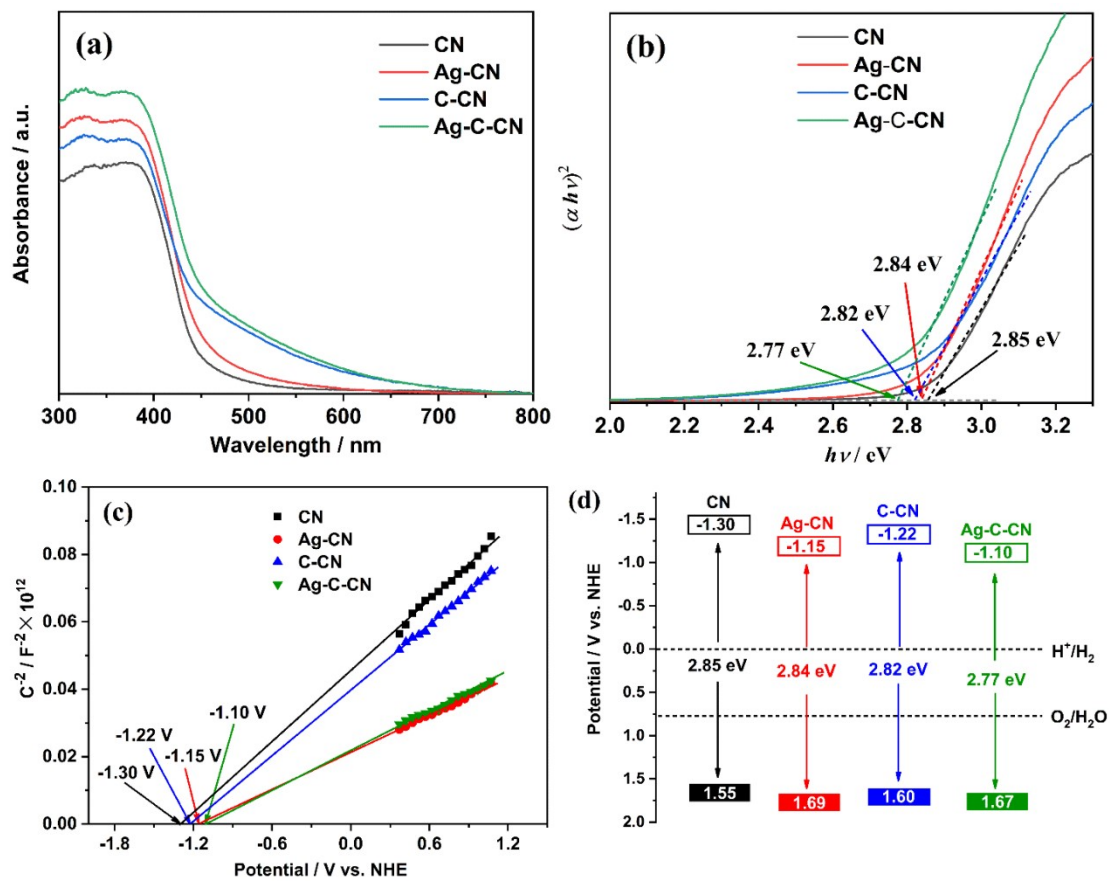 (a)
CN
Ag-CN
C-CN
Ag-C-CN
Absorbance / a.u.
300 400 500 600 700 800
Wavelength / nm
(b)
CN
Ag-CN
C-CN
Ag-C-CN
(α hν)²
2.84 eV
2.82 eV
2.77 eV
2.85 eV
2.0 2.2 2.4 2.6 2.8 3.0 3.2
hν / eV
(c)
CN
Ag-CN
C-CN
Ag-C-CN
C⁻² / F⁻² × 10¹²
0.10
0.08
0.06
0.04
0.02
0.00
-1.10 V
-1.22 V
-1.15 V
-1.30 V
-1.8 -1.2 -0.6 0.0 0.6 1.2
Potential / V vs. NHE
(d)
Potential / V vs. NHE
-1.5
-1.0
-0.5
0.0
0.5
1.0
1.5
2.0
CN
-1.30
Ag-CN
-1.15
C-CN
-1.22
Ag-C-CN
-1.10
H⁺/H₂
2.85 eV
2.84 eV
2.82 eV
2.77 eV
O₂/H₂O
1.55
1.69
1.60
1.67